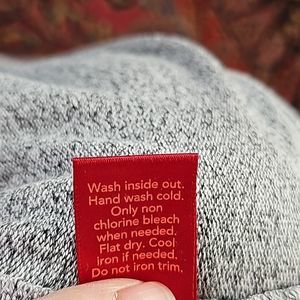 Wash inside out.
Hand wash cold.
Only non
chlorine bleach
when needed.
Flat dry. Cool
iron if needed.
Do not iron trim.